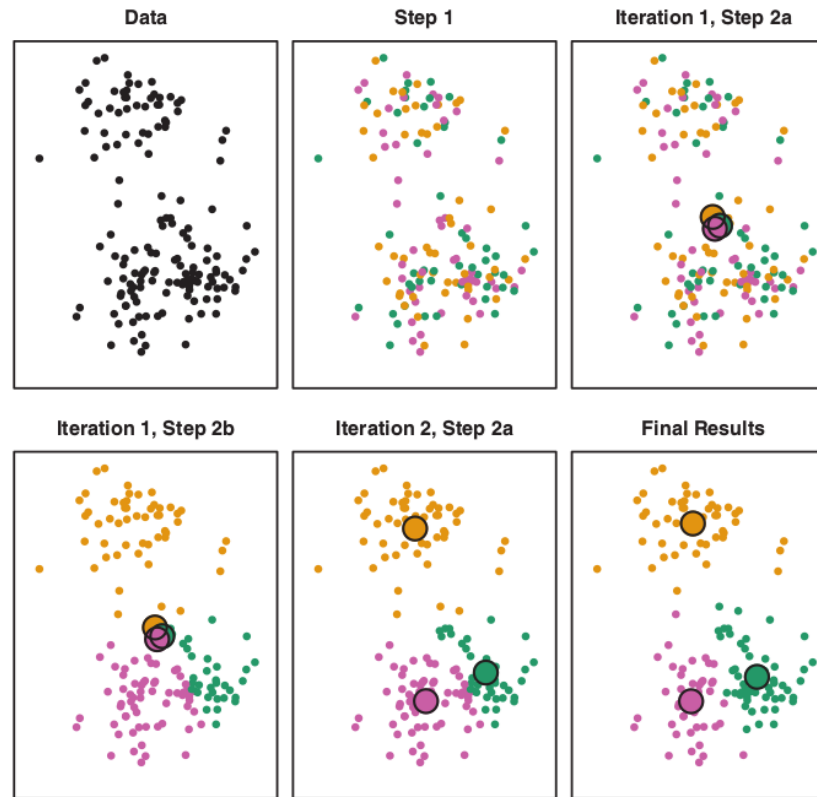 Data
Step 1
Iteration 1, Step 2a
Iteration 1, Step 2b
Iteration 2, Step 2a
Final Results